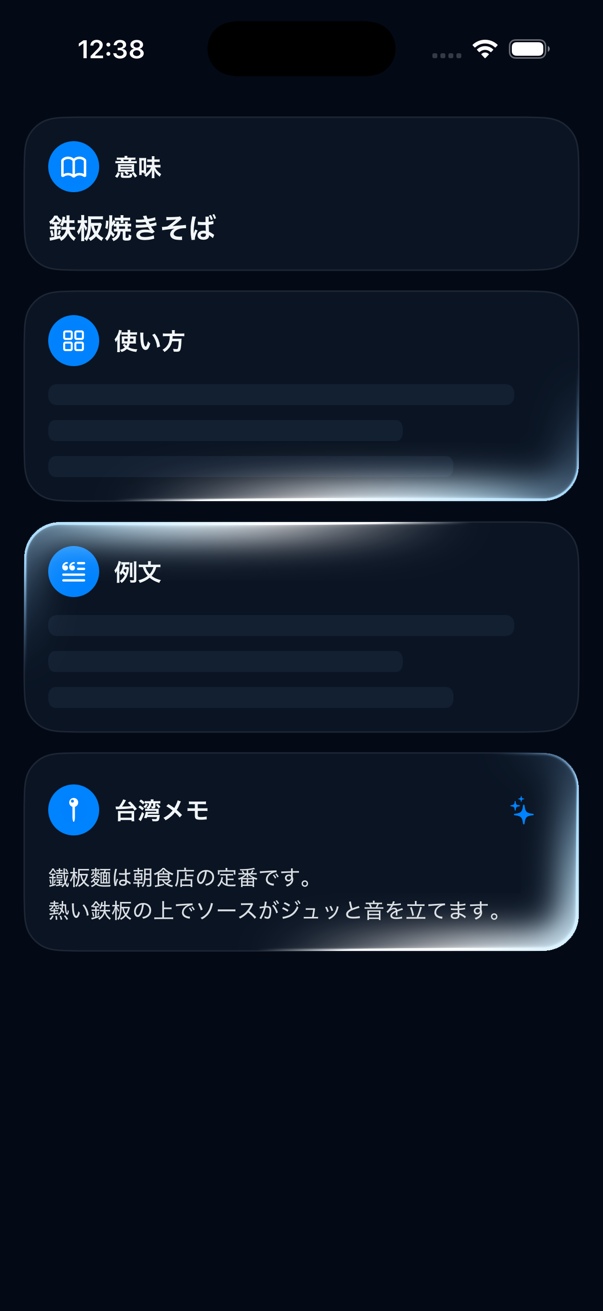 12:38
意味
鉄板焼きそば
使い方
例文
台湾メモ
鐵板麵は朝食店の定番です。
熱い鉄板の上でソースがジュッと音を立てます。